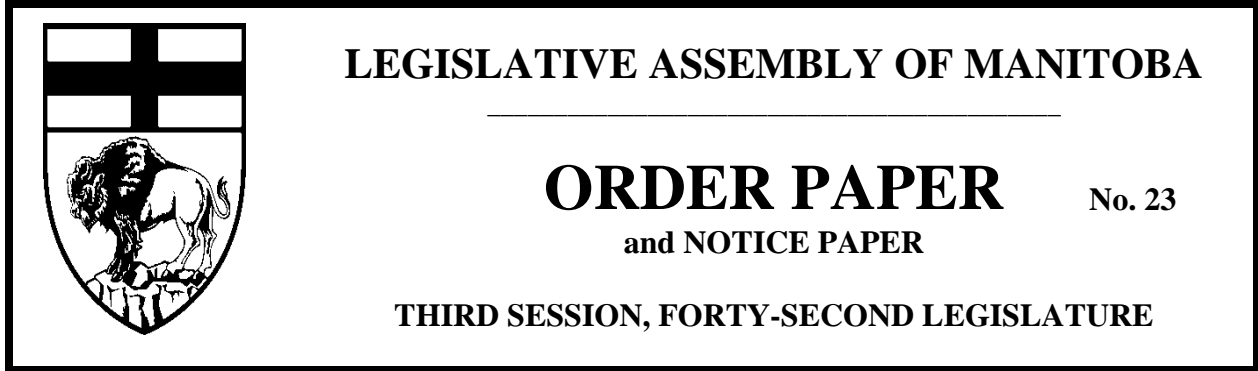 LEGISLATIVE ASSEMBLY OF MANITOBA
ORDER PAPER No. 23
and NOTICE PAPER
THIRD SESSION, FORTY-SECOND LEGISLATURE